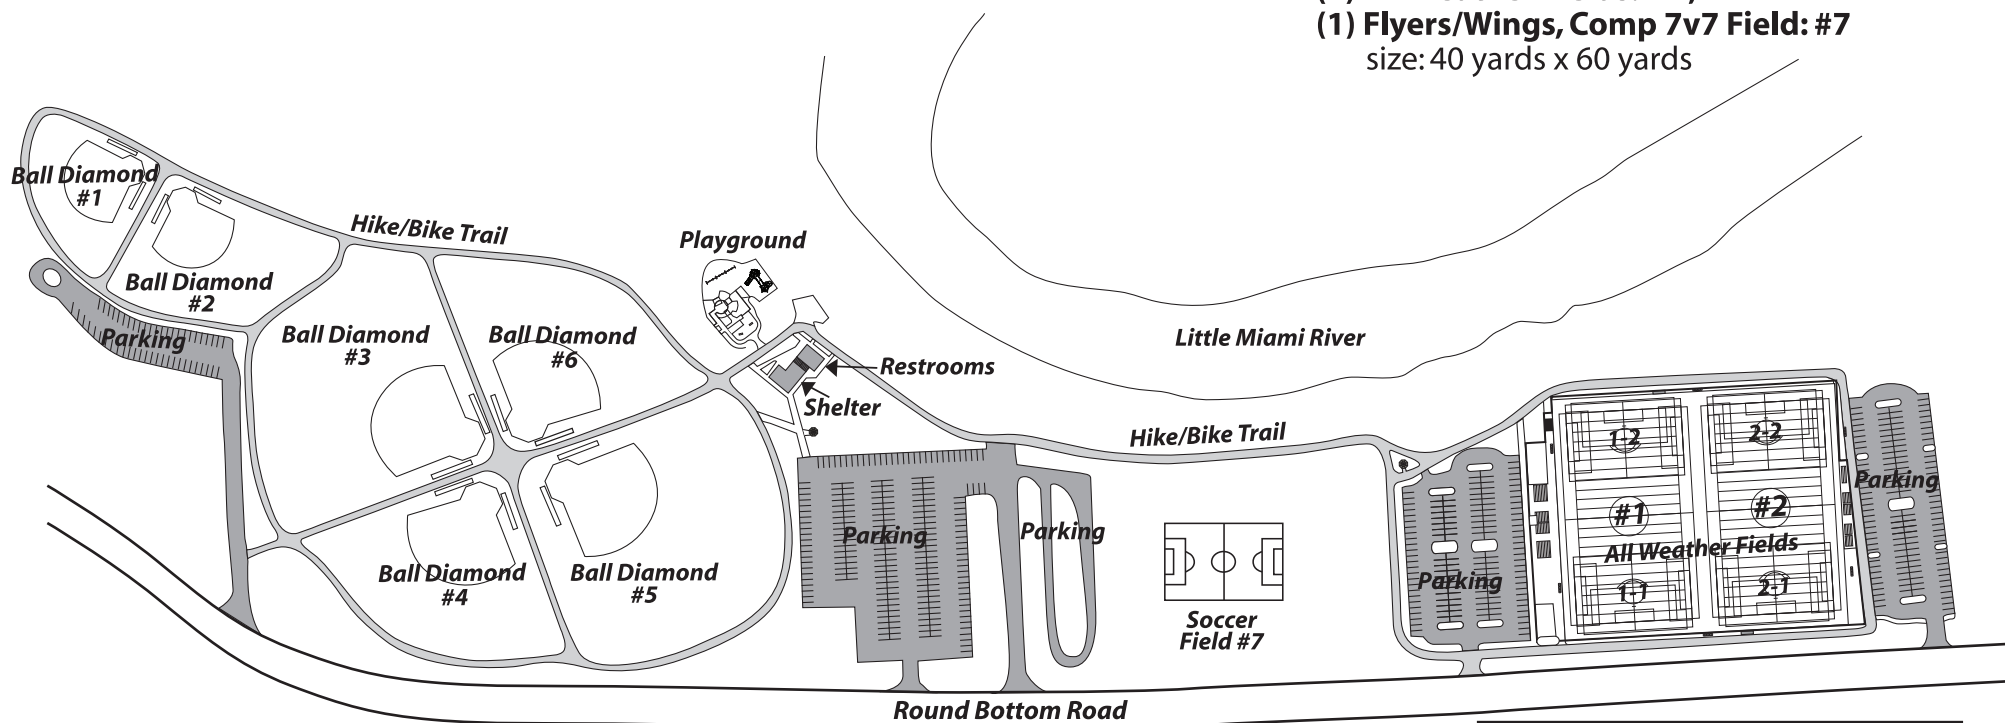 (1) Flyers/Wings, Comp 7v7 Field: #7
size: 40 yards x 60 yards
Ball Diamond
#1
Hike/Bike Trail
Playground
Ball Diamond
#2
Parking
Ball Diamond
#3
Ball Diamond
#6
Little Miami River
Restrooms
Shelter
Hike/Bike Trail
1-2
2-2
Parking
#1
#2
All Weather Fields
Parking
Parking
Parking
1-1
2-1
Ball Diamond
#4
Ball Diamond
#5
Soccer
Field #7
Round Bottom Road